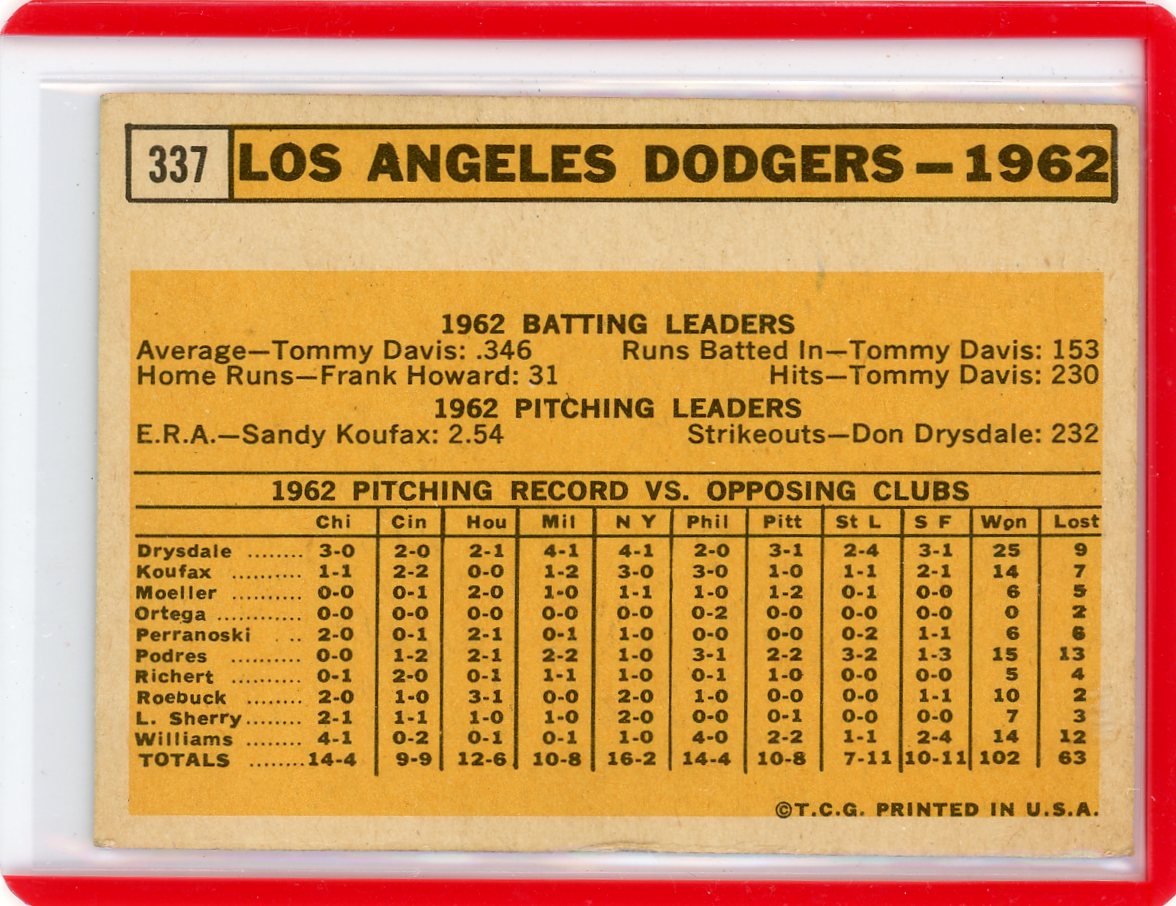 337 LOS ANGELES DODGERS — 1962
1962 BATTING LEADERS
Average—Tommy Davis: .346 Runs Batted In—Tommy Davis: 153
Home Runs—Frank Howard: 31 Hits—Tommy Davis: 230
1962 PITCHING LEADERS
E.R.A.—Sandy Koufax: 2.54 Strikeouts—Don Drysdale: 232
1962 PITCHING RECORD VS. OPPOSING CLUBS
Chi Cin Hou Mil N Y Phil Pitt St L S F Won Lost
Drysdale ........ 3-0 2-0 2-1 4-1 4-1 2-0 3-1 2-4 3-1 25 9
Koufax .......... 1-1 2-2 0-0 1-2 3-0 3-0 1-0 1-1 2-1 14 7
Moeller .......... 0-0 0-1 2-0 1-0 1-1 1-0 1-2 0-1 0-0 6 5
Ortega ............ 0-0 0-0 0-0 0-0 0-0 0-2 0-0 0-0 0-0 0 2
Perranoski .. 2-0 0-1 2-1 0-1 1-0 0-0 0-0 0-2 1-1 6 6
Podres .......... 0-0 1-2 2-1 2-2 1-0 3-1 2-2 3-2 1-3 15 13
Richert .......... 0-1 2-0 0-1 1-1 1-0 0-1 1-0 0-0 0-0 5 4
Roebuck ........ 2-0 1-0 3-1 0-0 2-0 1-0 0-0 0-0 1-1 10 2
L. Sherry........ 2-1 1-1 1-0 1-0 2-0 0-0 0-1 0-0 0-0 7 3
Williams ........ 4-1 0-2 0-1 0-1 1-0 4-0 2-2 1-1 2-4 14 12
TOTALS ........14-4 9-9 12-6 10-8 16-2 14-4 10-8 7-11 10-11 102 63
©T.C.G. PRINTED IN U.S.A.